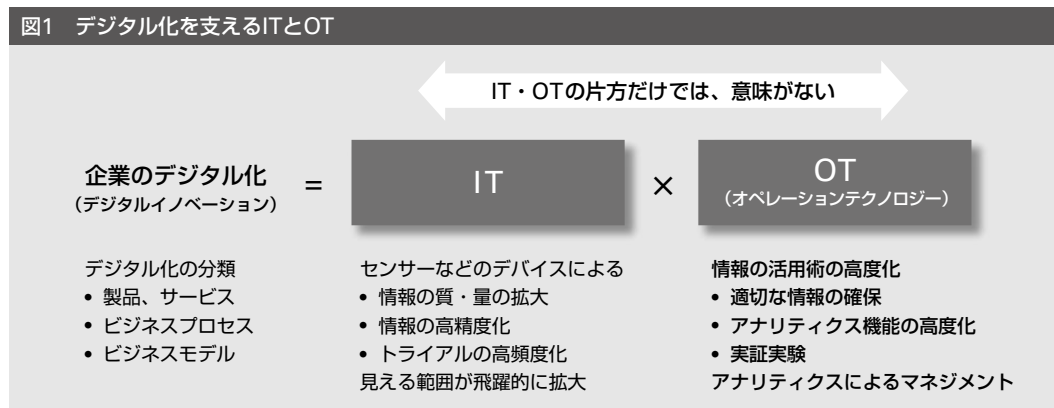 図1 デジタル化を支えるITとOT
IT・OTの片方だけでは、意味がない
企業のデジタル化
（デジタルイノベーション）
=
IT
×
OT
（オペレーションテクノロジー）
デジタル化の分類
• 製品、サービス
• ビジネスプロセス
• ビジネスモデル
センサーなどのデバイスによる
• 情報の質・量の拡大
• 情報の高精度化
• トライアルの高頻度化
見える範囲が飛躍的に拡大
情報の活用術の高度化
• 適切な情報の確保
• アナリティクス機能の高度化
• 実証実験
アナリティクスによるマネジメント